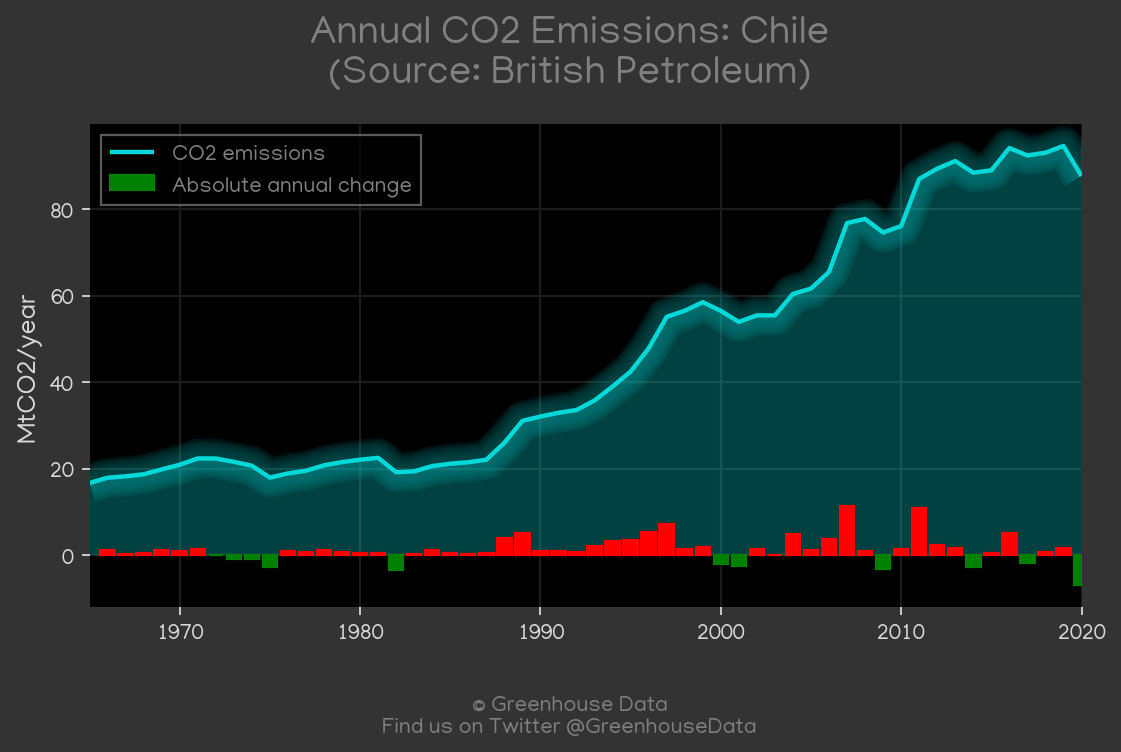 Annual CO2 Emissions: Chile
(Source: British Petroleum)
CO2 emissions
Absolute annual change
MtCO2/year
80
60
40
20
0
1970 1980 1990 2000 2010 2020
© Greenhouse Data
Find us on Twitter @GreenhouseData